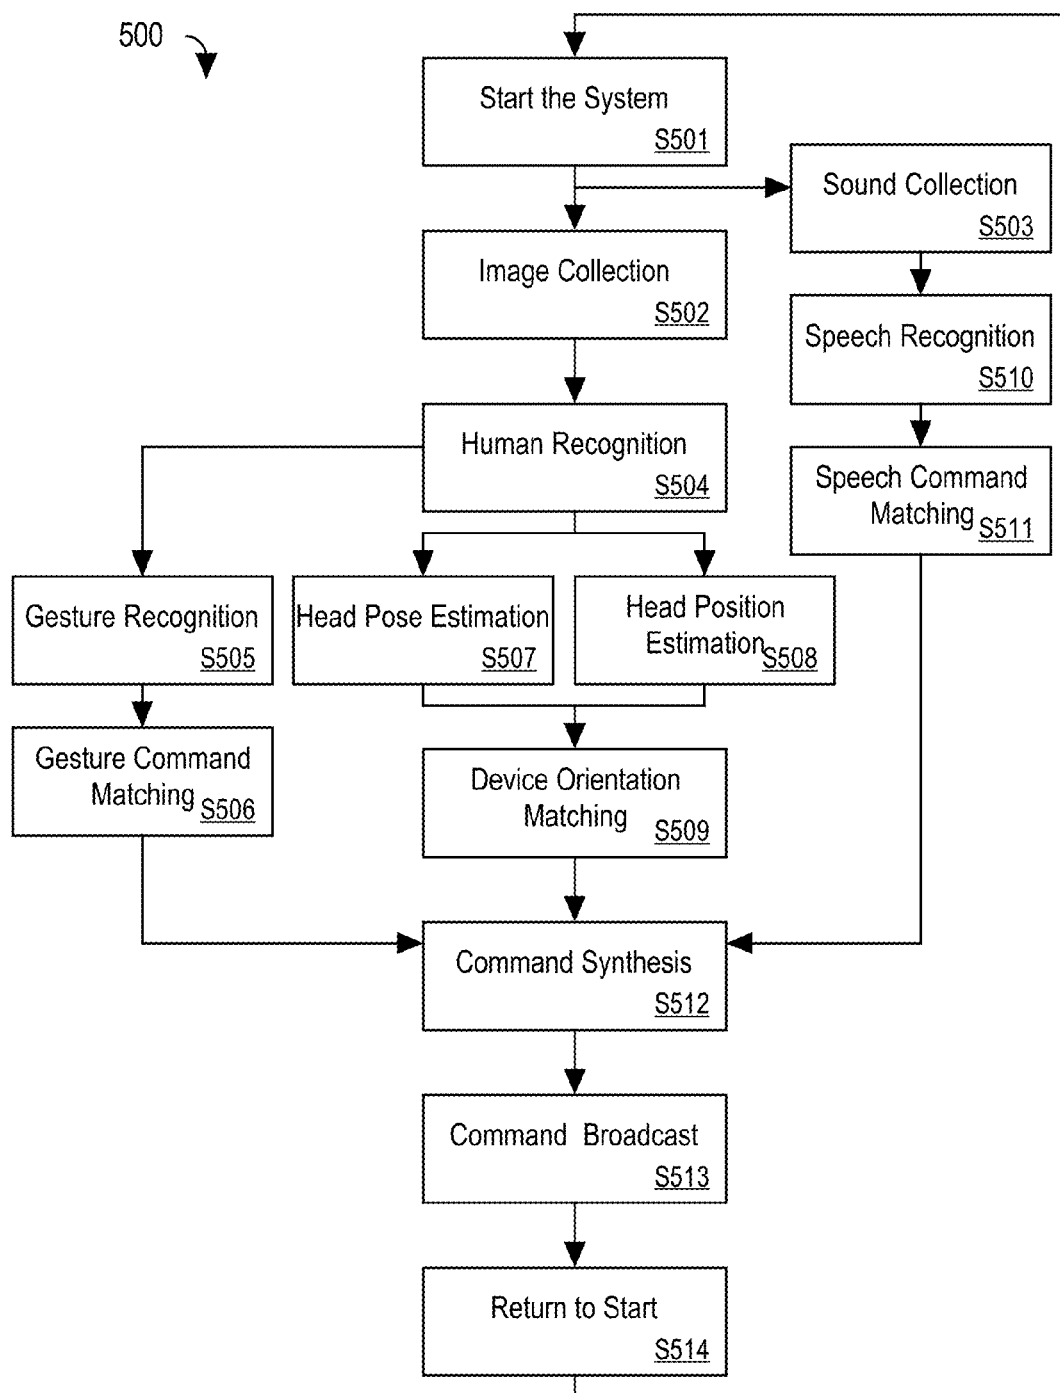 500
Start the System
S501
Sound Collection
S503
Image Collection
S502
Speech Recognition
S510
Human Recognition
S504
Speech Command
Matching
S511
Gesture Recognition
S505
Head Pose Estimation
S507
Head Position
Estimation
S508
Gesture Command
Matching
S506
Device Orientation
Matching
S509
Command Synthesis
S512
Command Broadcast
S513
Return to Start
S514